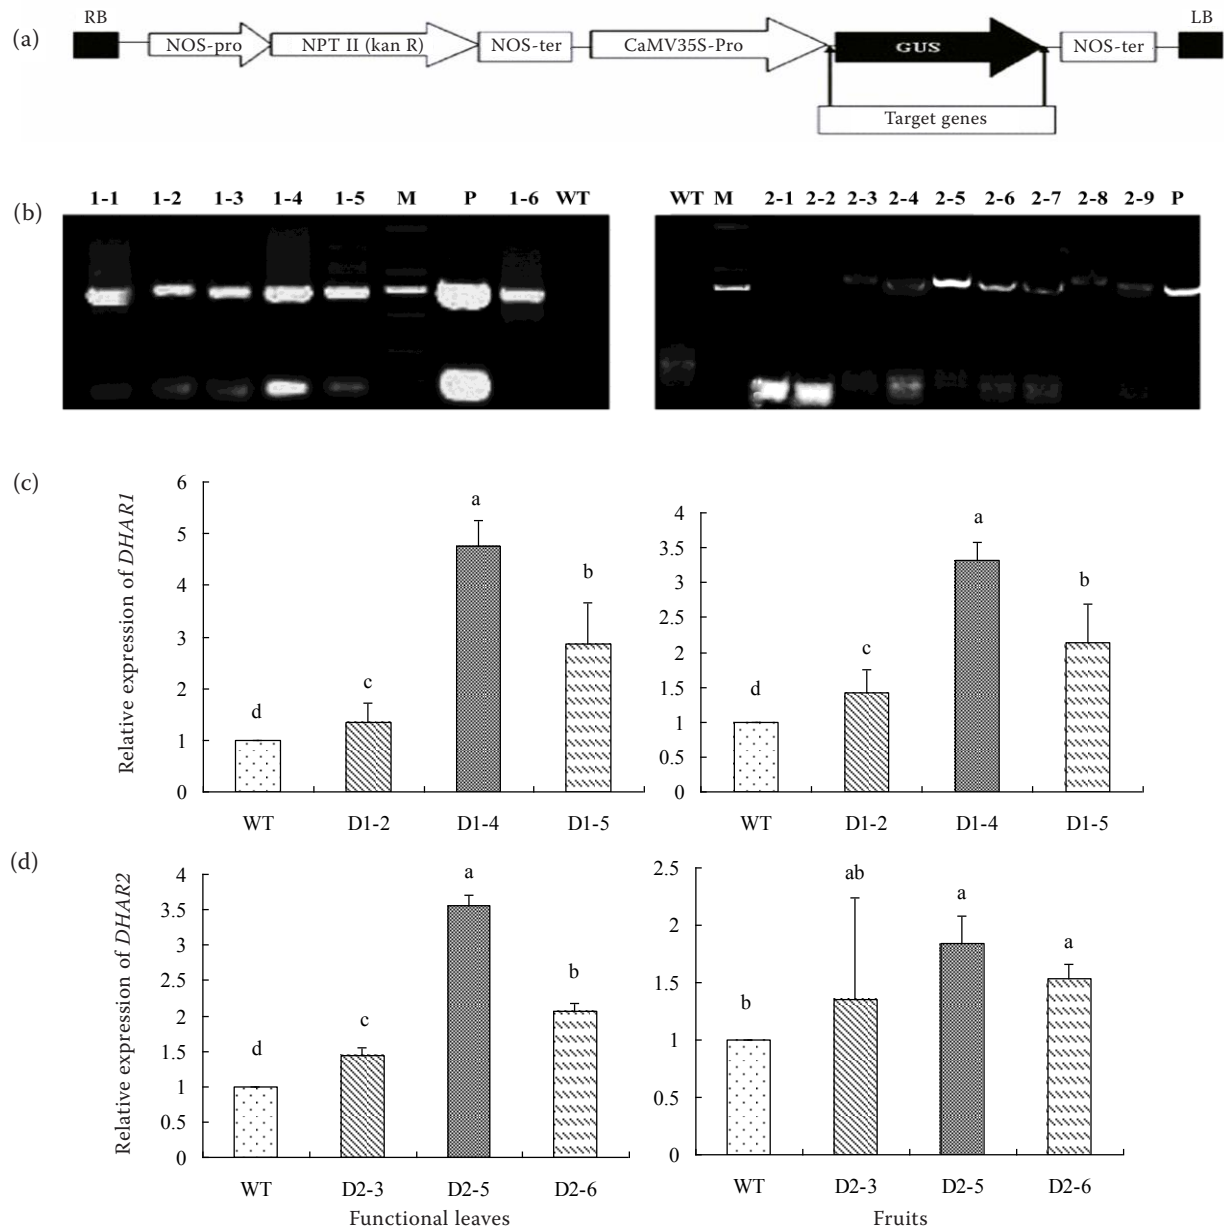 RB LB
(a) NOS-pro NPT II (kan R) NOS-ter CaMV35S-Pro GUS NOS-ter
Target genes
(b) 1-1 1-2 1-3 1-4 1-5 M P 1-6 WT WT M 2-1 2-2 2-3 2-4 2-5 2-6 2-7 2-8 2-9 P
(c)
Relative expression of DHAR1
6
5
4
3
2
1
0
d c a b
WT D1-2 D1-4 D1-5
4
3.5
3
2.5
2
1.5
1
0.5
0
d c a b
WT D1-2 D1-4 D1-5
(d)
Relative expression of DHAR2
4
3.5
3
2.5
2
1.5
1
0.5
0
d c a b
WT D2-3 D2-5 D2-6
Functional leaves
2.5
2
1.5
1
0.5
0
b ab a a
WT D2-3 D2-5 D2-6
Fruits